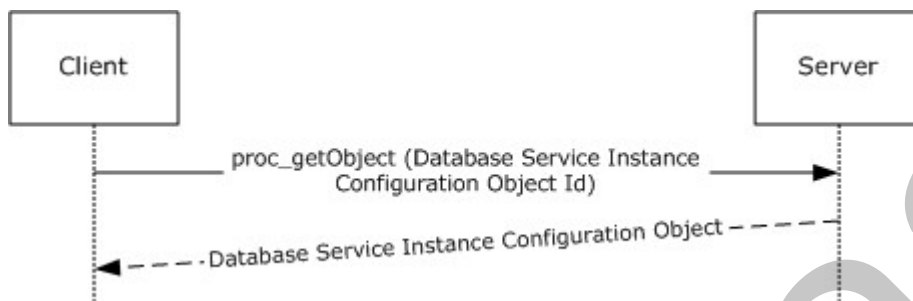 Client
Server
proc_getObject (Database Service Instance
Configuration Object Id)
Database Service Instance Configuration Object